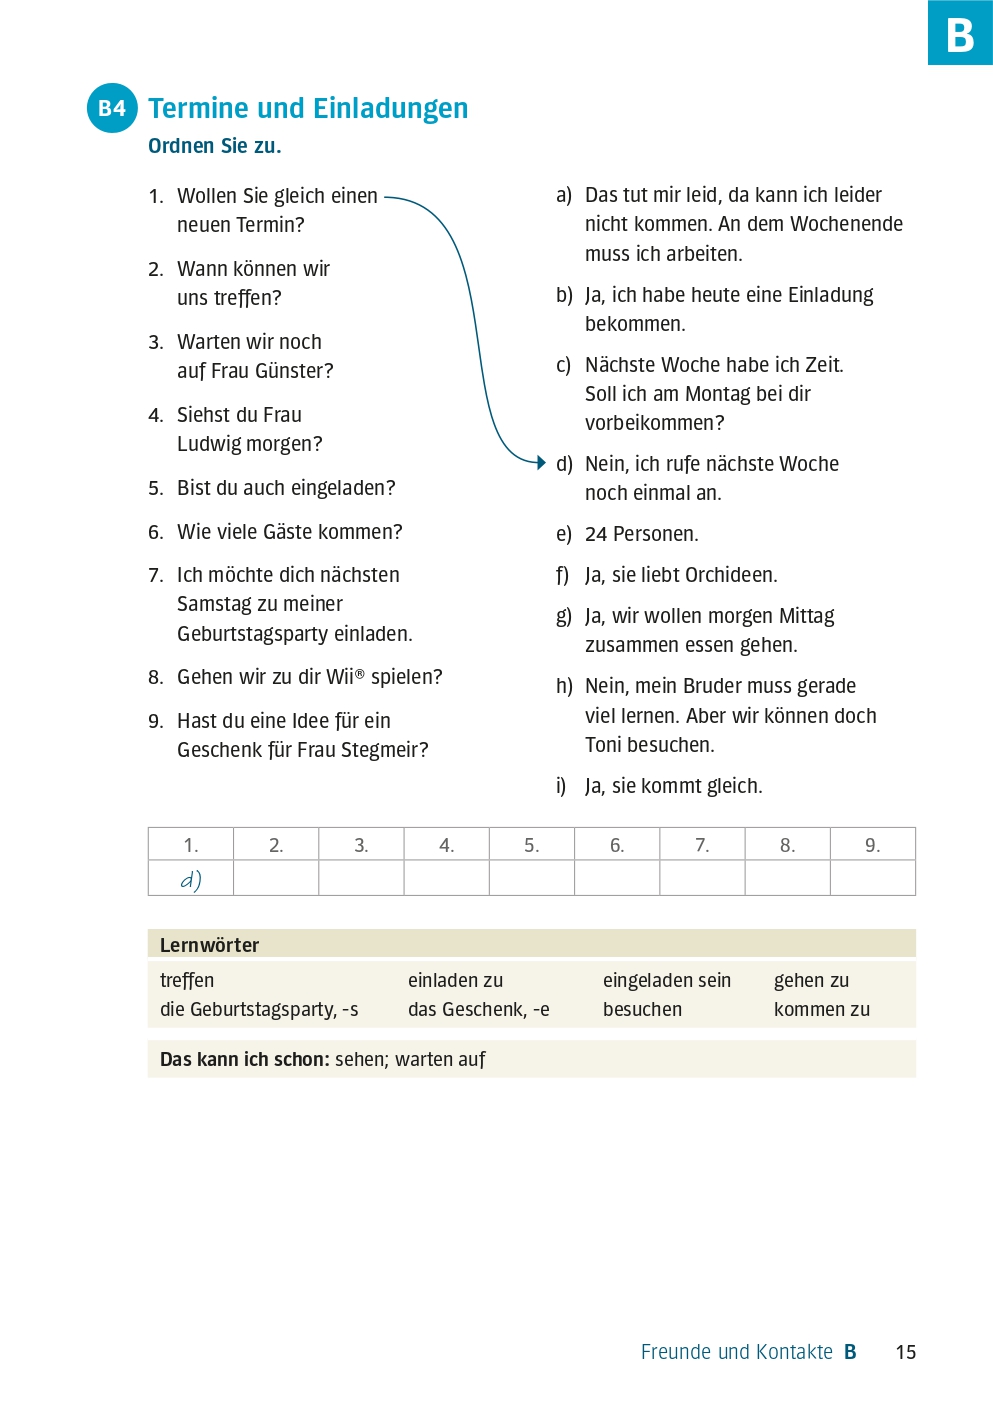 B
B4 Termine und Einladungen
Ordnen Sie zu.
1. Wollen Sie gleich einen
neuen Termin?
2. Wann können wir
uns treffen?
3. Warten wir noch
auf Frau Günster?
4. Siehst du Frau
Ludwig morgen?
5. Bist du auch eingeladen?
6. Wie viele Gäste kommen?
7. Ich möchte dich nächsten
Samstag zu meiner
Geburtstagsparty einladen.
8. Gehen wir zu dir Wii® spielen?
9. Hast du eine Idee für ein
Geschenk für Frau Stegmeir?
a) Das tut mir leid, da kann ich leider
nicht kommen. An dem Wochenende
muss ich arbeiten.
b) Ja, ich habe heute eine Einladung
bekommen.
c) Nächste Woche habe ich Zeit.
Soll ich am Montag bei dir
vorbeikommen?
d) Nein, ich rufe nächste Woche
noch einmal an.
e) 24 Personen.
f) Ja, sie liebt Orchideen.
g) Ja, wir wollen morgen Mittag
zusammen essen gehen.
h) Nein, mein Bruder muss gerade
viel lernen. Aber wir können doch
Toni besuchen.
i) Ja, sie kommt gleich.
1. 2. 3. 4. 5. 6. 7. 8. 9.
d)
Lernwörter
treffen einladen zu eingeladen sein gehen zu
die Geburtstagsparty, -s das Geschenk, -e besuchen kommen zu
Das kann ich schon: sehen; warten auf
Freunde und Kontakte B 15